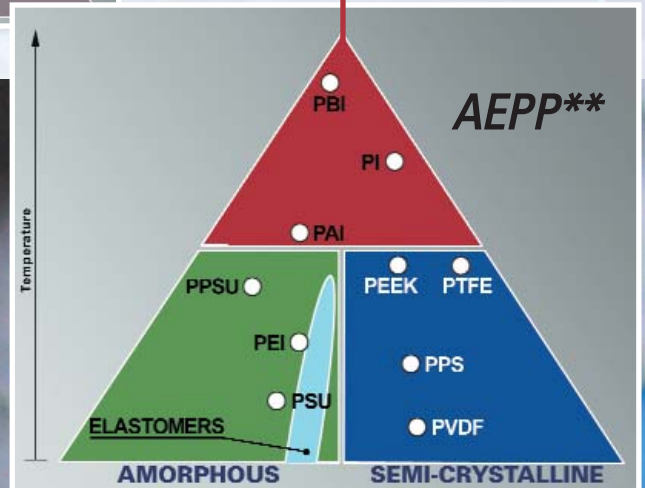 AEPP**
PBI
PI
PAI
Temperature
PPSU
PEEK
PTFE
PEI
PPS
PSU
ELASTOMERS
PVDF
AMORPHOUS
SEMI-CRYSTALLINE